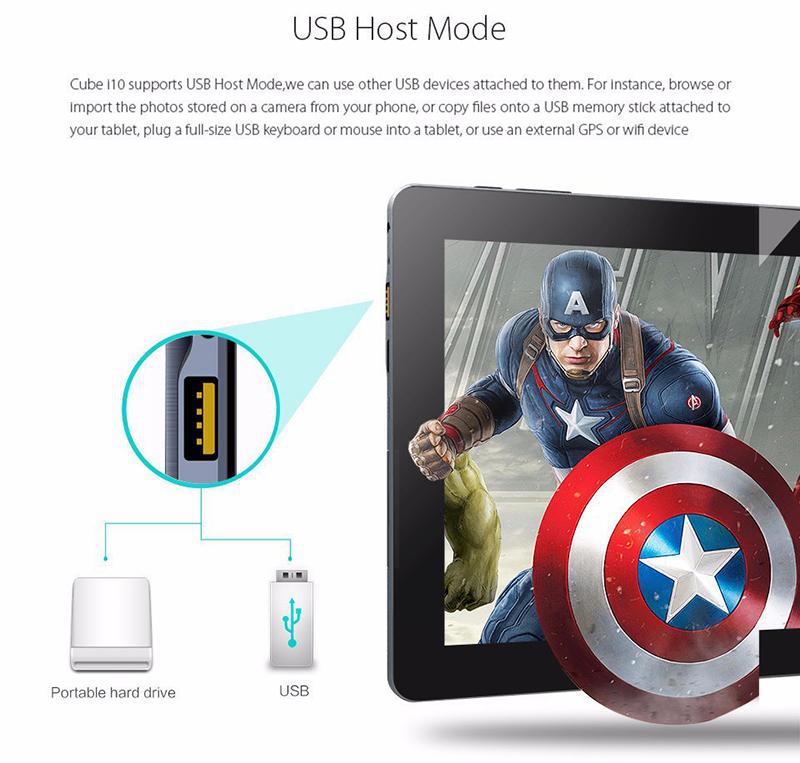 USB Host Mode
Cube i10 supports USB Host Mode,we can use other USB devices attached to them. For instance, browse or
import the photos stored on a camera from your phone, or copy files onto a USB memory stick attached to
your tablet, plug a full-size USB keyboard or mouse into a tablet, or use an external GPS or wifi device
A
Portable hard drive
USB